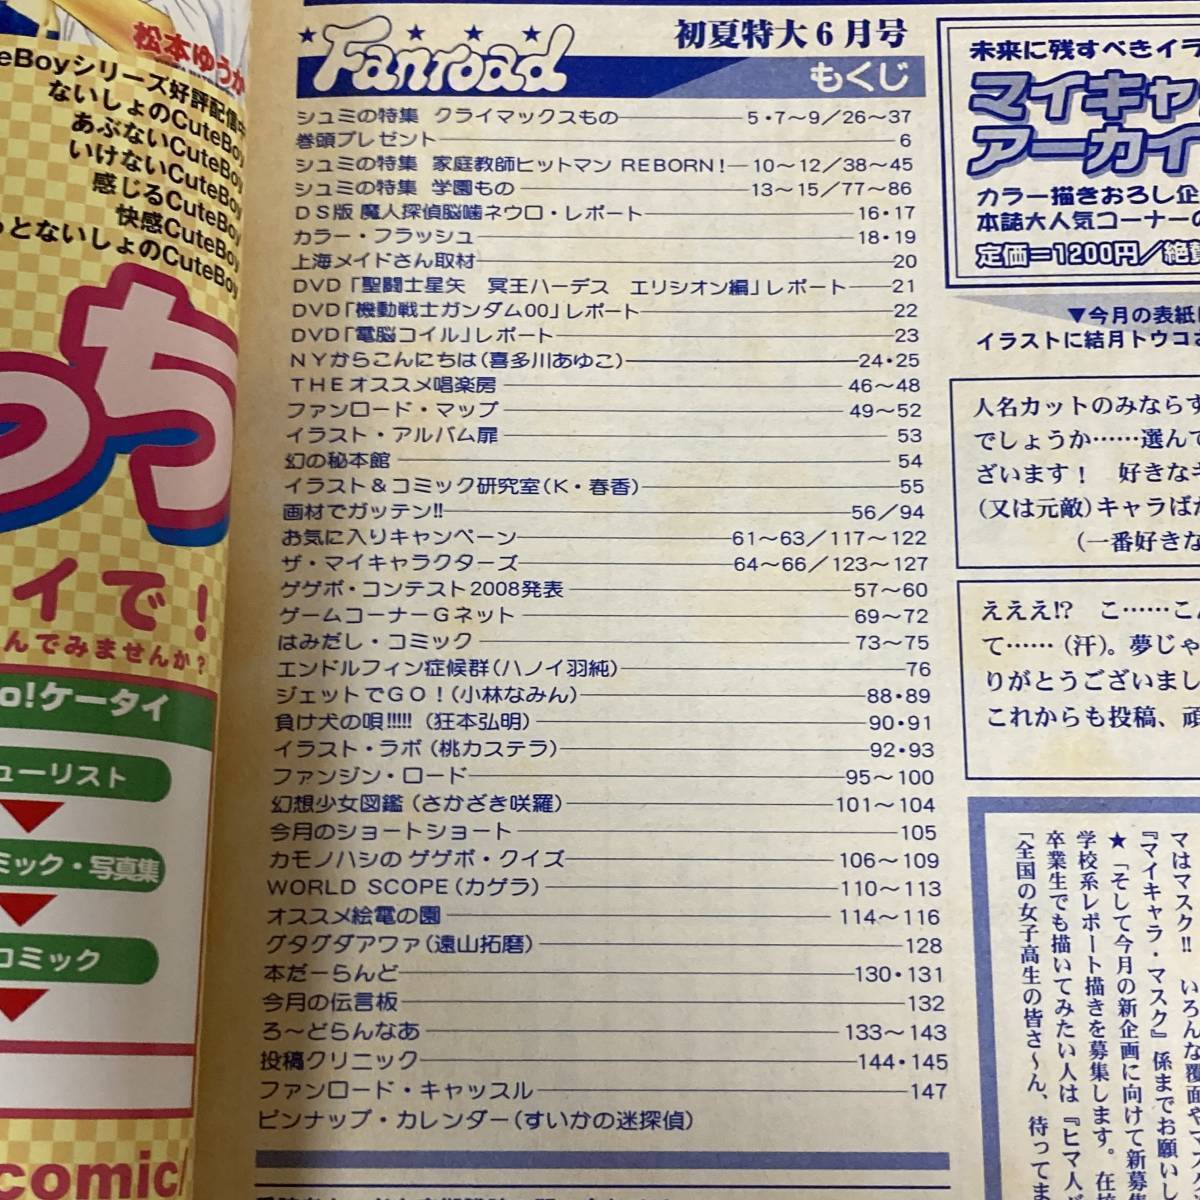 松本ゆうか
eBoyシリーズ好評配信中
ないしょのCuteBoy
あぶないCuteBoy
いけないCuteBoy
感じるCuteBoy
快感CuteBoy
とないしょのCuteBoy
っち
イで!
んでみませんか?
o!ケータイ
ューリスト
ミック・写真集
コミック
comic/
Fanroad
初夏特大6月号
もくじ
シュミの特集 クライマックスもの 5・7〜9/26〜37
巻頭プレゼント 6
シュミの特集 家庭教師ヒットマン REBORN! 10〜12/38〜45
シュミの特集 学園もの 13〜15/77〜86
DS版 魔人探偵脳噛ネウロ・レポート 16・17
カラー・フラッシュ 18・19
上海メイドさん取材 20
DVD「聖闘士星矢 冥王ハーデス エリシオン編」レポート 21
DVD「機動戦士ガンダム00」レポート 22
DVD「電脳コイル」レポート 23
NYからこんにちは(喜多川あゆこ) 24・25
THEオススメ唱楽房 46〜48
ファンロード・マップ 49〜52
イラスト・アルバム扉 53
幻の秘本館 54
イラスト&コミック研究室(K・春香) 55
画材でガッテン!! 56/94
お気に入りキャンペーン 61〜63/117〜122
ザ・マイキャラクターズ 64〜66/123〜127
ゲゲボ・コンテスト2008発表 57〜60
ゲームコーナーGネット 69〜72
はみだし・コミック 73〜75
エンドルフィン症候群(ハノイ羽純) 76
ジェットでGO!(小林なみん) 88・89
負け犬の唄!!!!!(狂本弘明) 90・91
イラスト・ラボ(桃カステラ) 92・93
ファンジン・ロード 95〜100
幻想少女図鑑(さかざき咲羅) 101〜104
今月のショートショート 105
カモノハシの ゲゲボ・クイズ 106〜109
WORLD SCOPE(カゲラ) 110〜113
オススメ絵電の園 114〜116
グタグダアワァ(遠山拓磨) 128
本だーらんど 130・131
今月の伝言板 132
ろ〜どらんなあ 133〜143
投稿クリニック 144・145
ファンロード・キャッスル 147
ピンナップ・カレンダー(すいかの迷探偵)
未来に残すべきイラ
マイキャ
アーカイ
カラー描きおろし企
本誌大人気コーナーの
定価=1200円/絶賛
▼今月の表紙
イラストに結月トウコさ
人名カットのみならず
でしょうか……選んで
ざいます! 好きなキ
(又は元敵)キャラばか
(一番好きな
えええ!? こ……こん
て……(汗)。夢じゃ
りがとうございまし
これからも投稿、頑
マはマスク!! いろんな覆面やマス
『マイキャラ・マスク』係までお願いし
★「そして今月の新企画に向けて新募集
学校系レポート描きを募集します。在校
卒業生でも描いてみたい人は『ヒマ人
「全国の女子高生の皆さ〜ん、待ってま